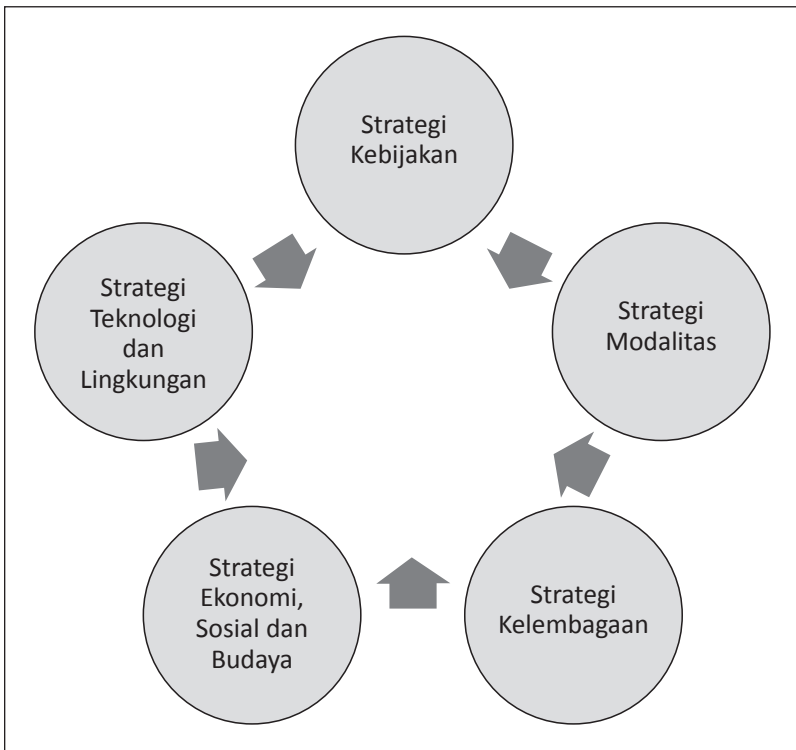 Strategi
Kebijakan
Strategi
Modalitas
Strategi
Kelembagaan
Strategi
Ekonomi,
Sosial dan
Budaya
Strategi
Teknologi
dan
Lingkungan